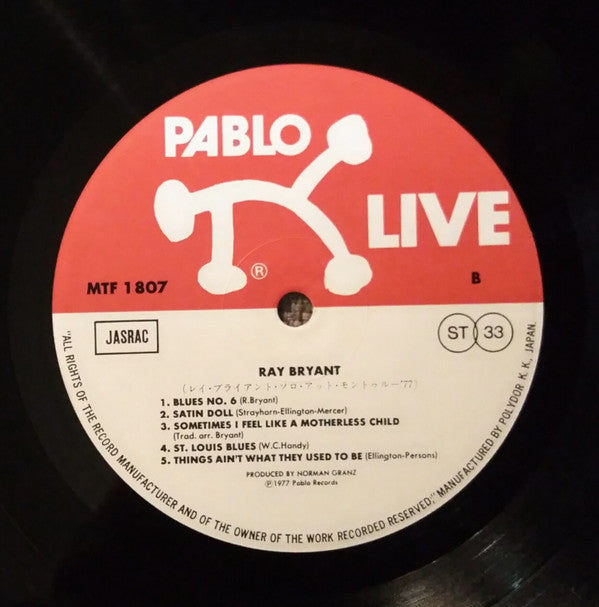 PABLO
LIVE
®
MTF 1807
B
JASRAC
ST 33
RAY BRYANT
(レイ・ブライアント・ソロ・アット・モントゥルー'77)
1. BLUES NO. 6 (R.Bryant)
2. SATIN DOLL (Strayhorn-Ellington-Mercer)
3. SOMETIMES I FEEL LIKE A MOTHERLESS CHILD
(Trad. arr. Bryant)
4. ST. LOUIS BLUES (W.C.Handy)
5. THINGS AIN'T WHAT THEY USED TO BE (Ellington-Persons)
PRODUCED BY NORMAN GRANZ
Ⓟ1977 Pablo Records
"ALL RIGHTS OF THE RECORD MANUFACTURER AND OF THE OWNER OF THE WORK RECORDED RESERVED," MANUFACTURED BY POLYDOR K. K., JAPAN.